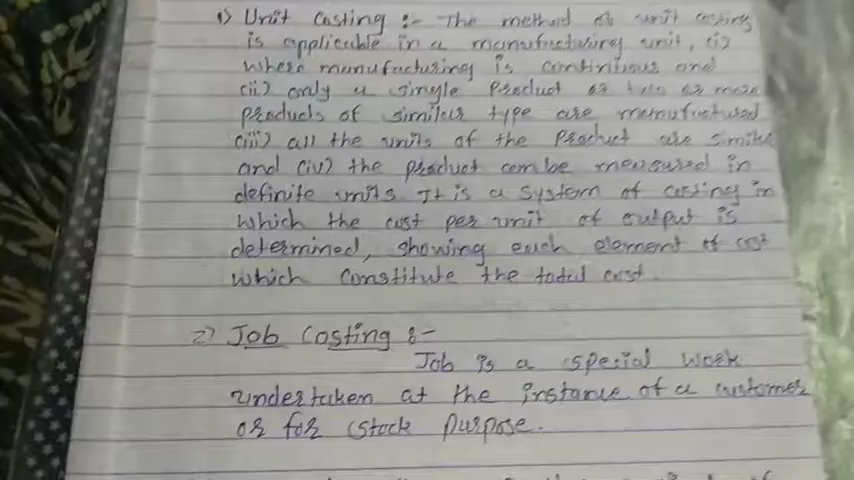 1) Unit Costing :- The method of unit costing
is applicable in a manufacturing unit, (i)
where manufacturing is continuous and
(ii) only a single Product or two or more
products of similar type are manufactured
(iii) all the units of the Product are similar
and (iv) the product can be measured in
definite units. It is a System of costing in
which the cost per unit of output is
determined, showing each element of cost
which constitute the total cost.
2) Job Costing :-
Job is a special work
undertaken at the instance of a customer
or for stock purpose.